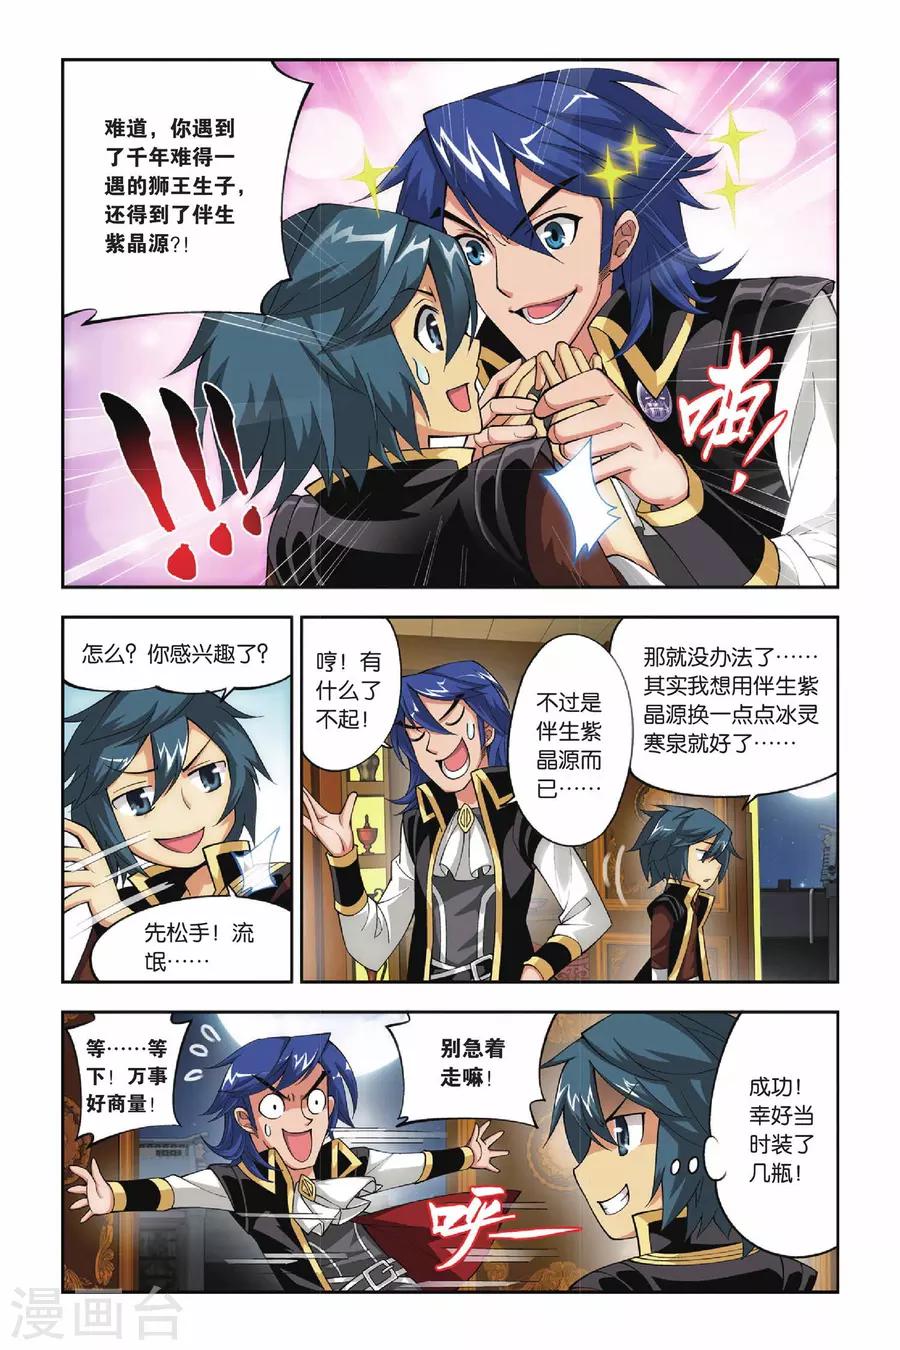 难道，你遇到
了千年难得一
遇的狮王生子，
还得到了伴生
紫晶源?!
!!!
啪!
怎么？你感兴趣了？
先松手！流
氓……
哼！有
什么了
不起！
不过是
伴生紫
晶源而
已……
那就没办法了……
其实我想用伴生紫
晶源换一点点冰灵
寒泉就好了……
等……等
下！万事
好商量！
别急着
走嘛！
呼—
成功！
幸好当
时装了
几瓶！
漫画台